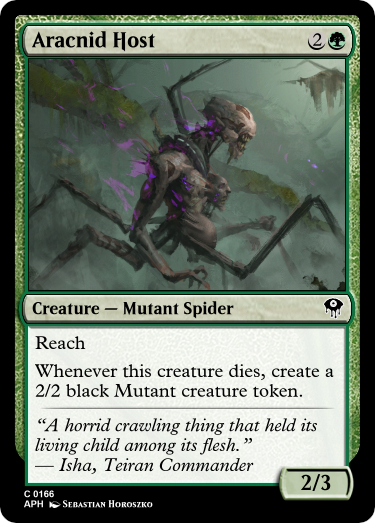 Aracnid Host 2
Creature — Mutant Spider
Reach
Whenever this creature dies, create a
2/2 black Mutant creature token.
“A horrid crawling thing that held its
living child among its flesh.”
— Isha, Teiran Commander
2/3
C 0166
APH Sebastian Horoszko